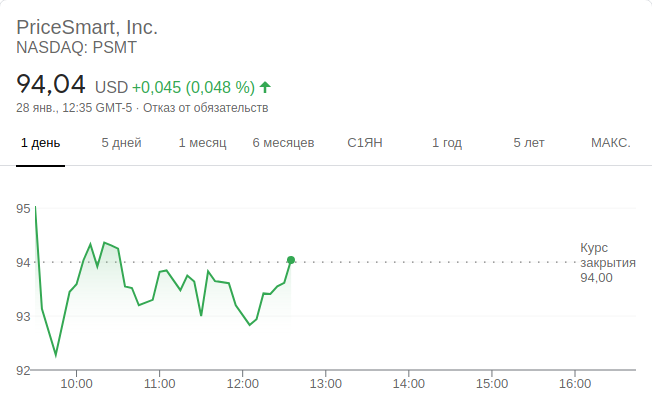 PriceSmart, Inc.
NASDAQ: PSMT
94,04 USD +0,045 (0,048 %)
28 янв., 12:35 GMT-5 · Отказ от обязательств
1 день 5 дней 1 месяц 6 месяцев С1ЯН 1 год 5 лет МАКС.
95
94
93
92
Курс
закрытия
94,00
10:00 11:00 12:00 13:00 14:00 15:00 16:00